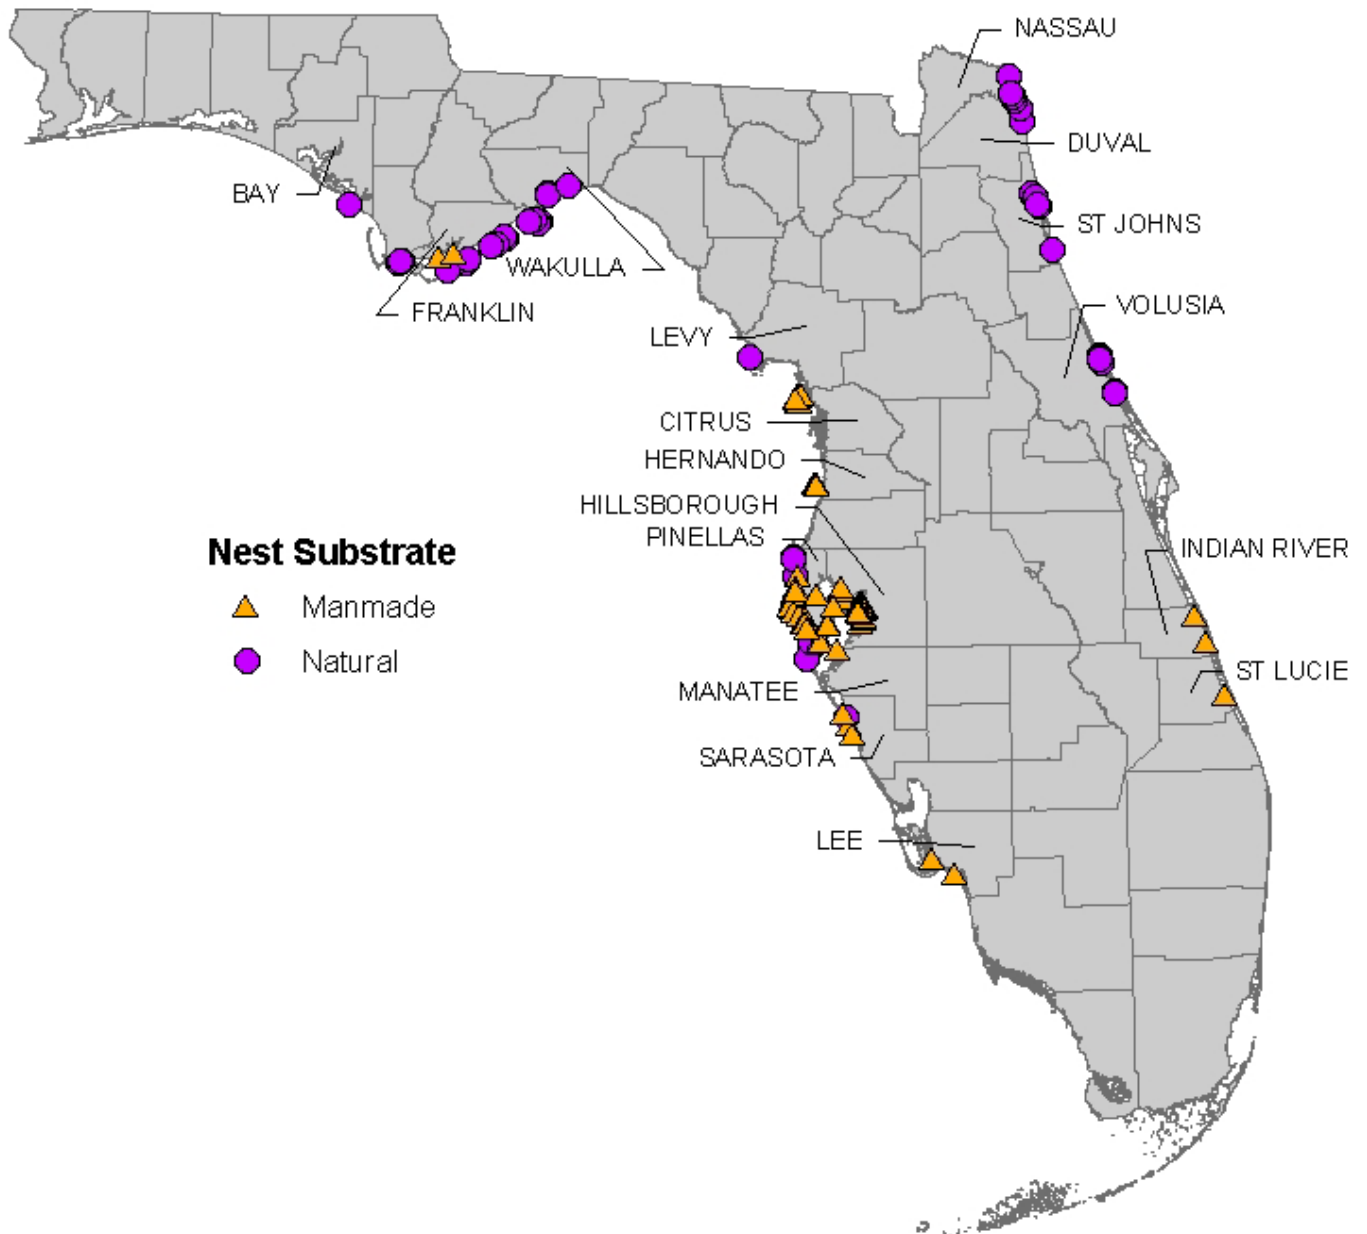 NASSAU
DUVAL
BAY
ST JOHNS
WAKULLA
FRANKLIN
VOLUSIA
LEVY
CITRUS
HERNANDO
HILLSBOROUGH
PINELLAS
INDIAN RIVER
Nest Substrate
Manmade
Natural
ST LUCIE
MANATEE
SARASOTA
LEE